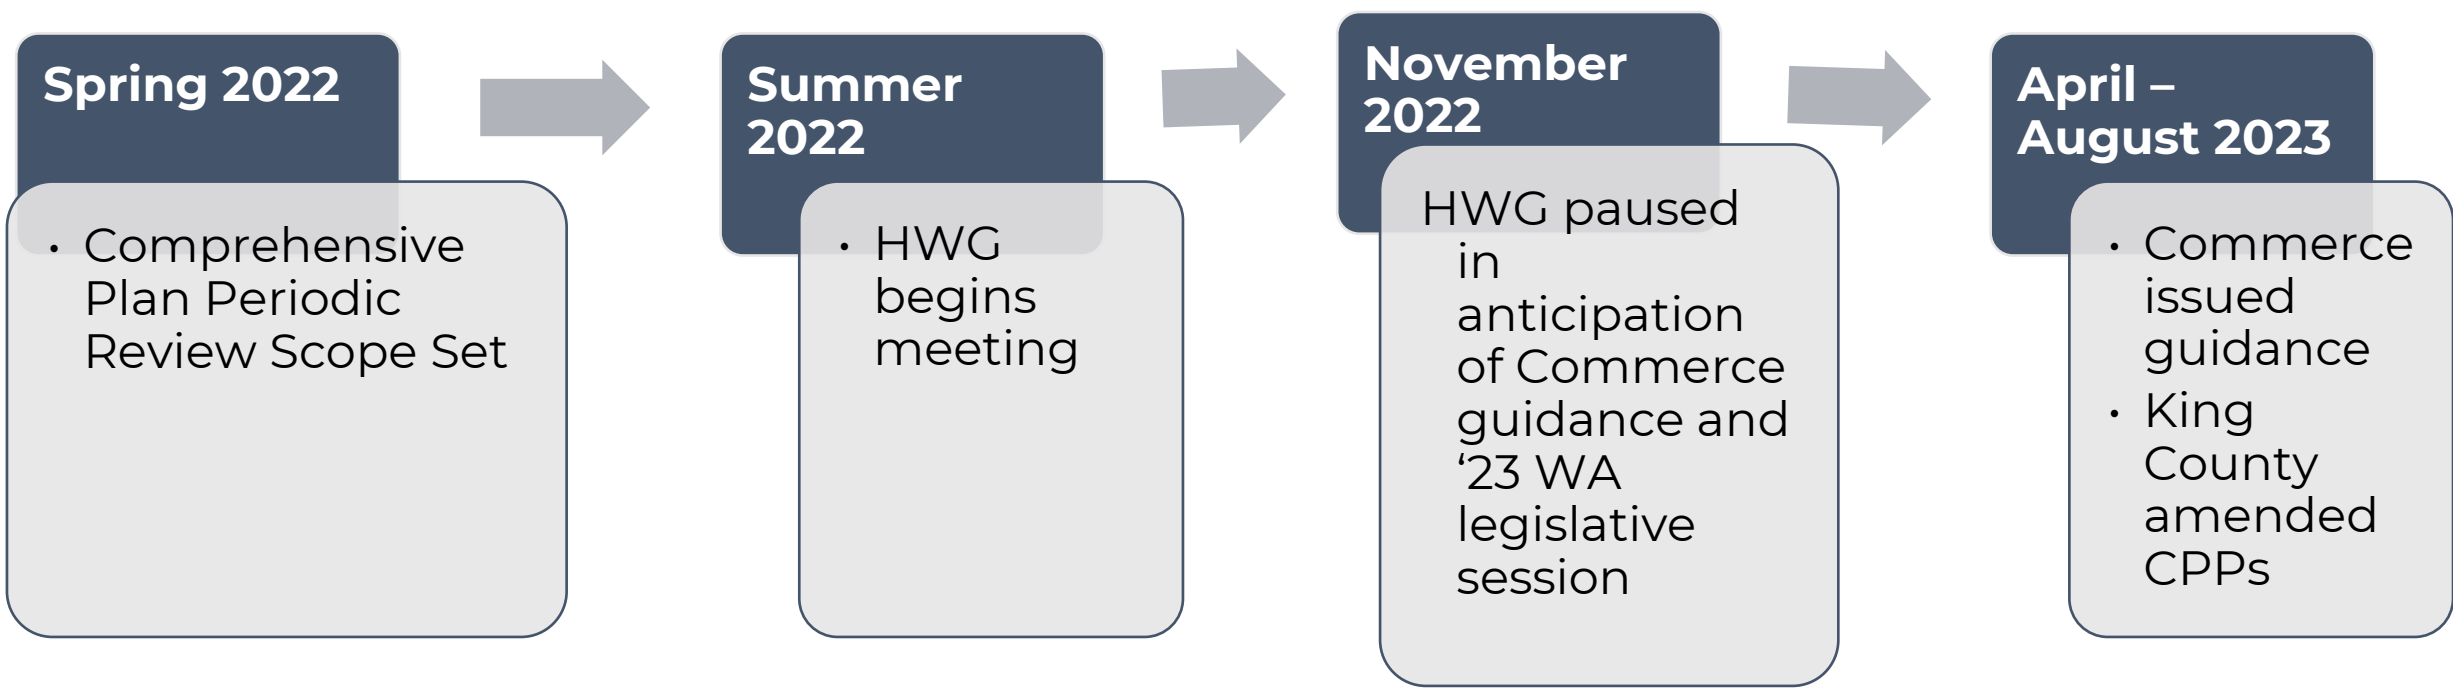 Spring 2022
• Comprehensive
Plan Periodic
Review Scope Set
Summer
2022
• HWG
begins
meeting
November
2022
HWG paused
in
anticipation
of Commerce
guidance and
‘23 WA
legislative
session
April –
August 2023
• Commerce
issued
guidance
• King
County
amended
CPPs